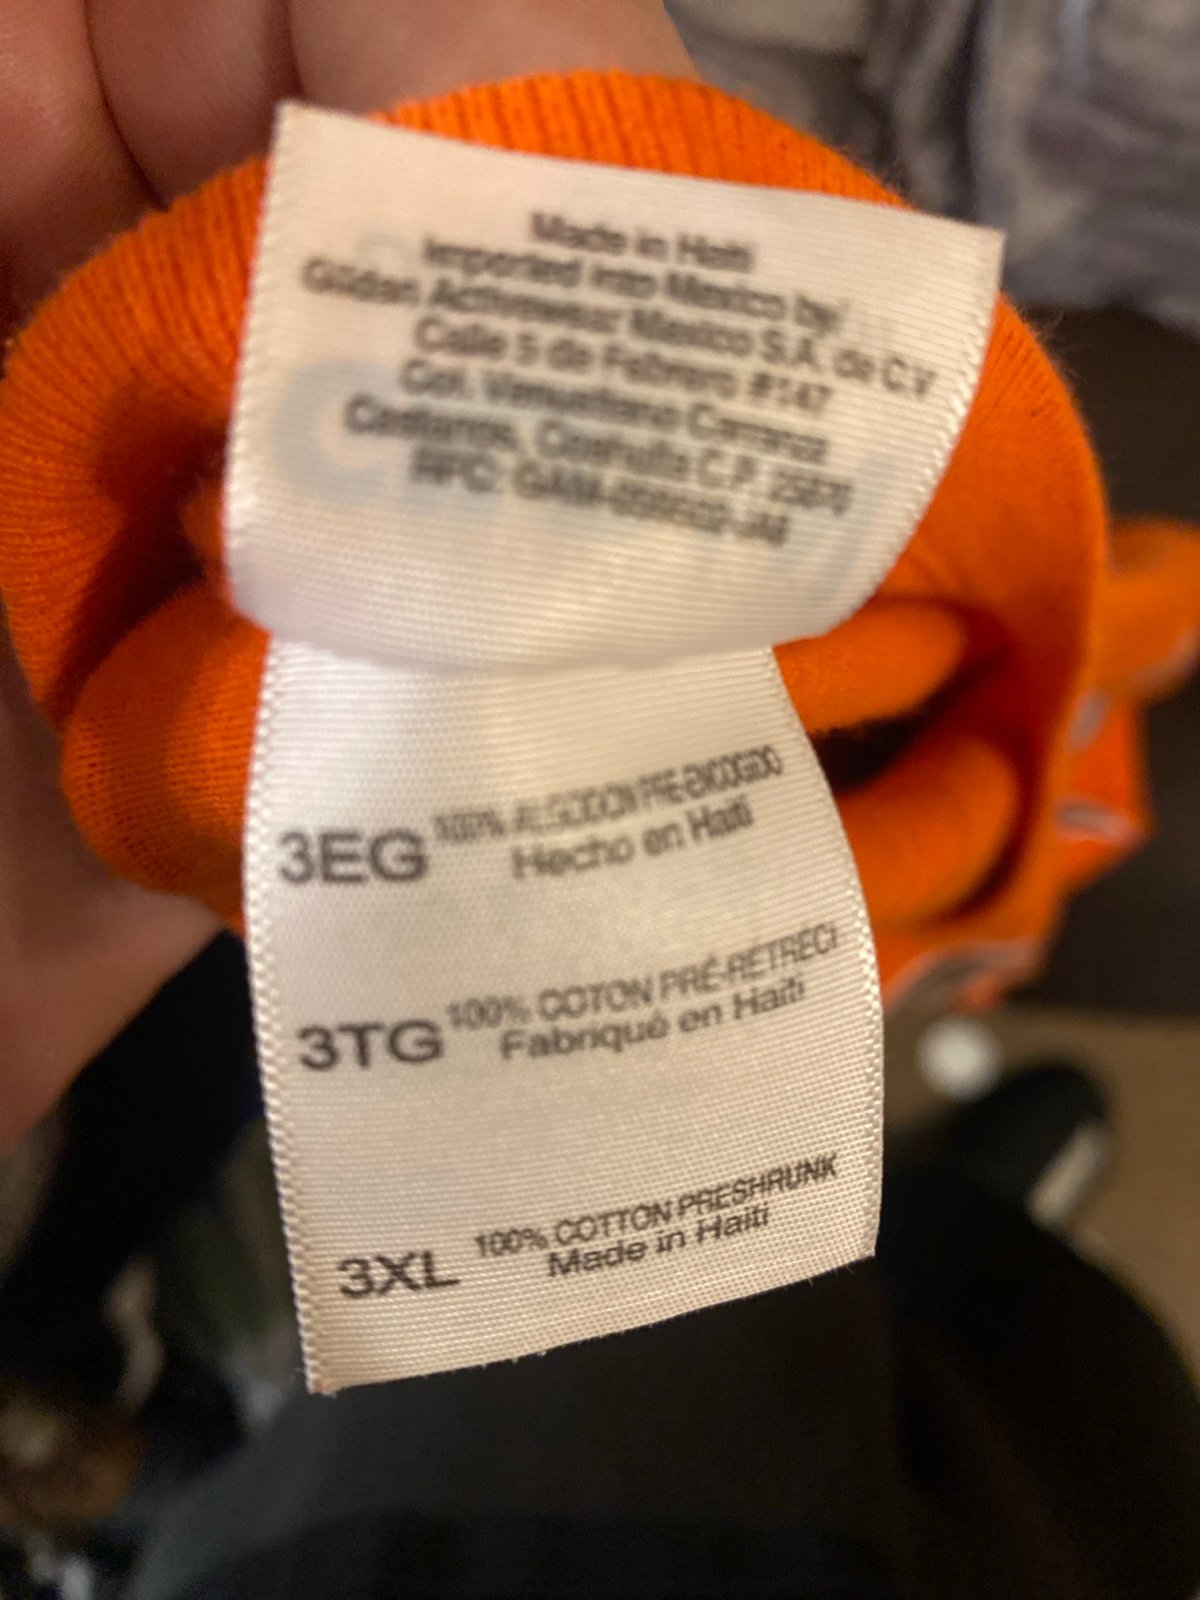 Made in Haiti
Imported into Mexico by:
Gildan Activewear Mexico S.A. de C.V
Calle 5 de Febrero #147
Col. Venustiano Carranza
C.P. 25870
RFC:
3EG 100% ALGODON PRE-ENCOGIDO
Hecho en Haiti
3TG 100% COTON PRÉ-RÉTRÉCI
Fabriqué en Haïti
3XL 100% COTTON PRESHRUNK
Made in Haiti